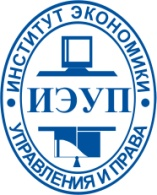 ИНСТИТУТ ЭКОНОМИКИ
УПРАВЛЕНИЯ И ПРАВА
ИЭУП